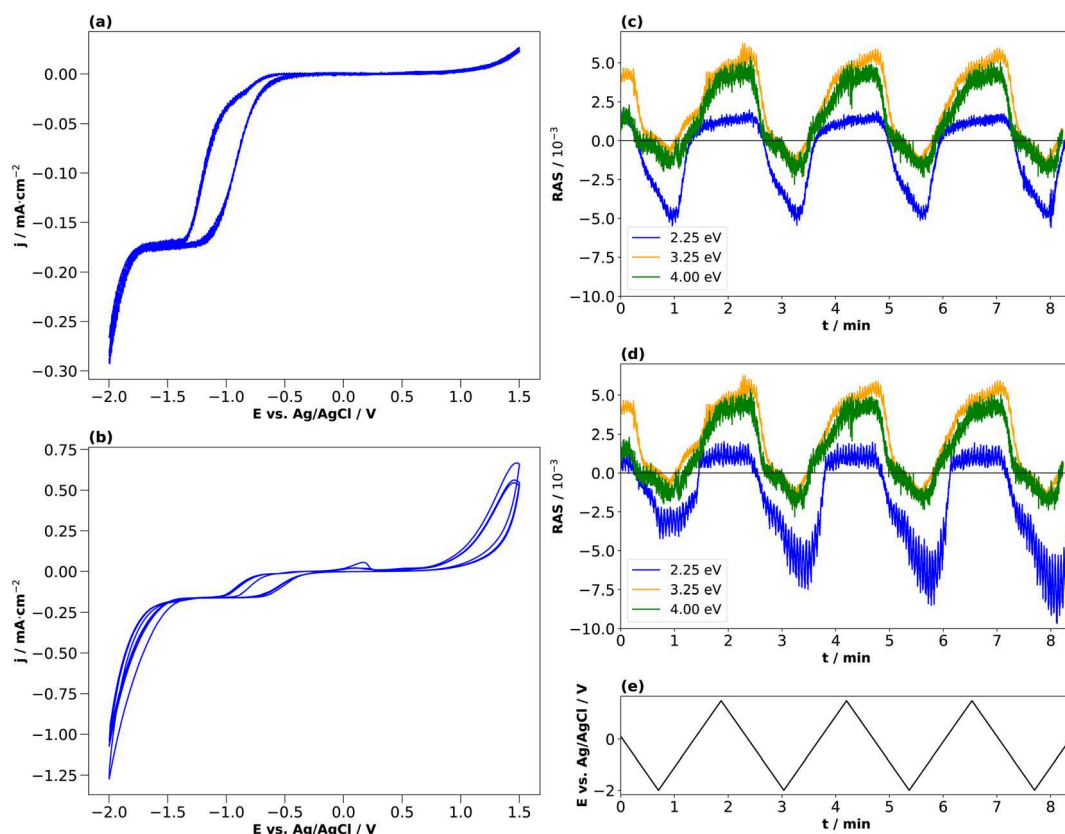 (a)
0.00
−0.05
−0.10
−0.15
−0.20
−0.25
−0.30
j / mA·cm⁻²
−2.0 −1.5 −1.0 −0.5 0.0 0.5 1.0 1.5
E vs. Ag/AgCl / V
(b)
0.75
0.50
0.25
0.00
−0.25
−0.50
−0.75
−1.00
−1.25
j / mA·cm⁻²
−2.0 −1.5 −1.0 −0.5 0.0 0.5 1.0 1.5
E vs. Ag/AgCl / V
(c)
5.0
2.5
0.0
−2.5
−5.0
−7.5
−10.0
RAS / 10⁻³
2.25 eV
3.25 eV
4.00 eV
0 1 2 3 4 5 6 7 8
t / min
(d)
5.0
2.5
0.0
−2.5
−5.0
−7.5
−10.0
RAS / 10⁻³
2.25 eV
3.25 eV
4.00 eV
0 1 2 3 4 5 6 7 8
t / min
(e)
0
−2
E vs. Ag/AgCl / V
0 1 2 3 4 5 6 7 8
t / min